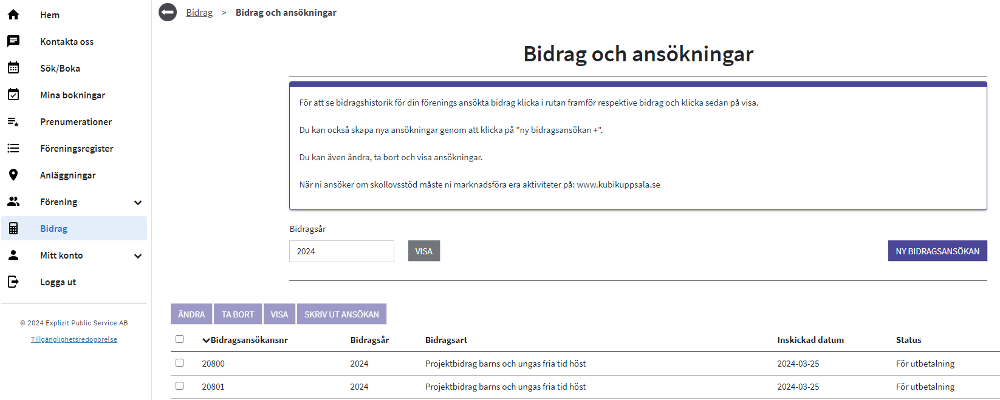 Hem
Kontakta oss
Sök/Boka
Mina bokningar
Prenumerationer
Föreningsregister
Anläggningar
Förening
Bidrag
Mitt konto
Logga ut
© 2024 Explizit Public Service AB
Tillgänglighetsredogörelse
Bidrag > Bidrag och ansökningar
Bidrag och ansökningar
För att se bidragshistorik för din förenings ansökta bidrag klicka i rutan framför respektive bidrag och klicka sedan på visa.
Du kan också skapa nya ansökningar genom att klicka på "ny bidragsansökan +".
Du kan även ändra, ta bort och visa ansökningar.
När ni ansöker om skollovsstöd måste ni marknadsföra era aktiviteter på: www.kubikuppsala.se
Bidragsår
2024 VISA NY BIDRAGSANSÖKAN
ÄNDRA TA BORT VISA SKRIV UT ANSÖKAN
Bidragsansökansnr Bidragsår Bidragsart Inskickad datum Status
20800 2024 Projektbidrag barns och ungas fria tid höst 2024-03-25 För utbetalning
20801 2024 Projektbidrag barns och ungas fria tid höst 2024-03-25 För utbetalning